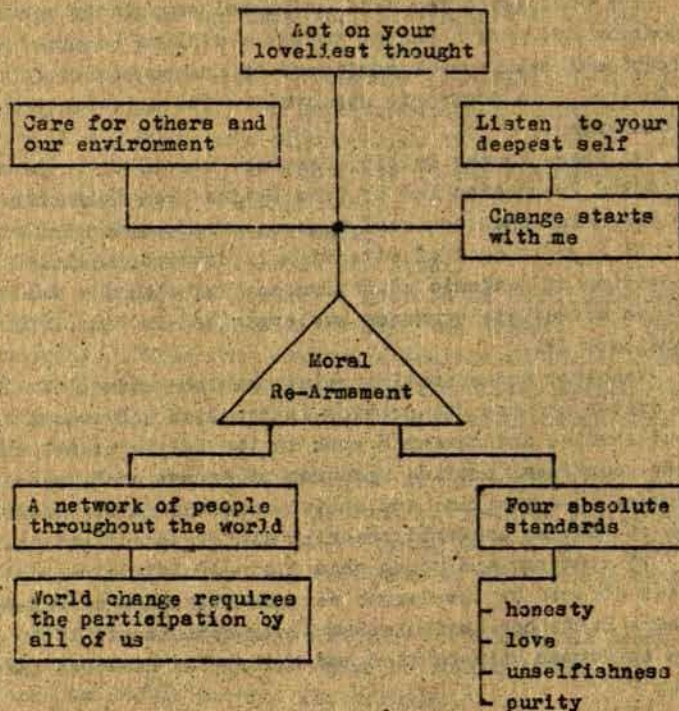 Act on your
loveliest thought
Care for others and
our environment
Listen to your
deepest self
Change starts
with me
Moral
Re-Armament
A network of people
throughout the world
Four absolute
standards
World change requires
the participation by
all of us
- honesty
- love
- unselfishness
- purity